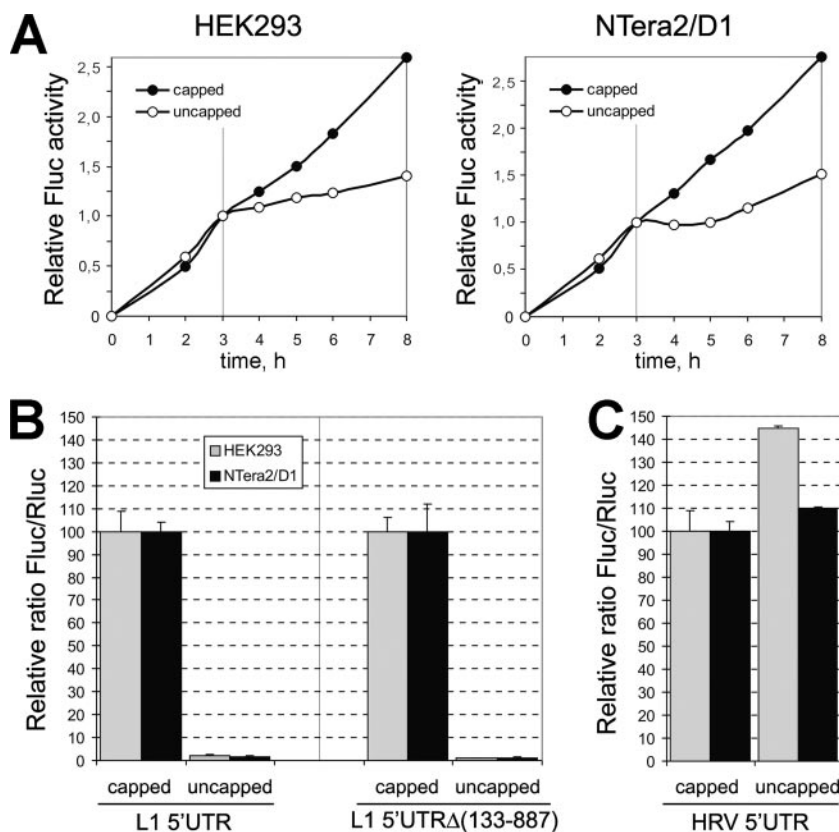 A
HEK293
NTera2/D1
Relative Fluc activity
2,5
2,0
1,5
1,0
0,5
0
capped
uncapped
0 1 2 3 4 5 6 7 8
time, h
Relative Fluc activity
2,5
2,0
1,5
1,0
0,5
0
capped
uncapped
0 1 2 3 4 5 6 7 8
time, h
B
Relative ratio Fluc/Rluc
150
140
130
120
110
100
90
80
70
60
50
40
30
20
10
0
HEK293
NTera2/D1
capped uncapped capped uncapped
L1 5'UTR L1 5'UTRΔ(133-887)
C
Relative ratio Fluc/Rluc
150
140
130
120
110
100
90
80
70
60
50
40
30
20
10
0
capped uncapped
HRV 5'UTR